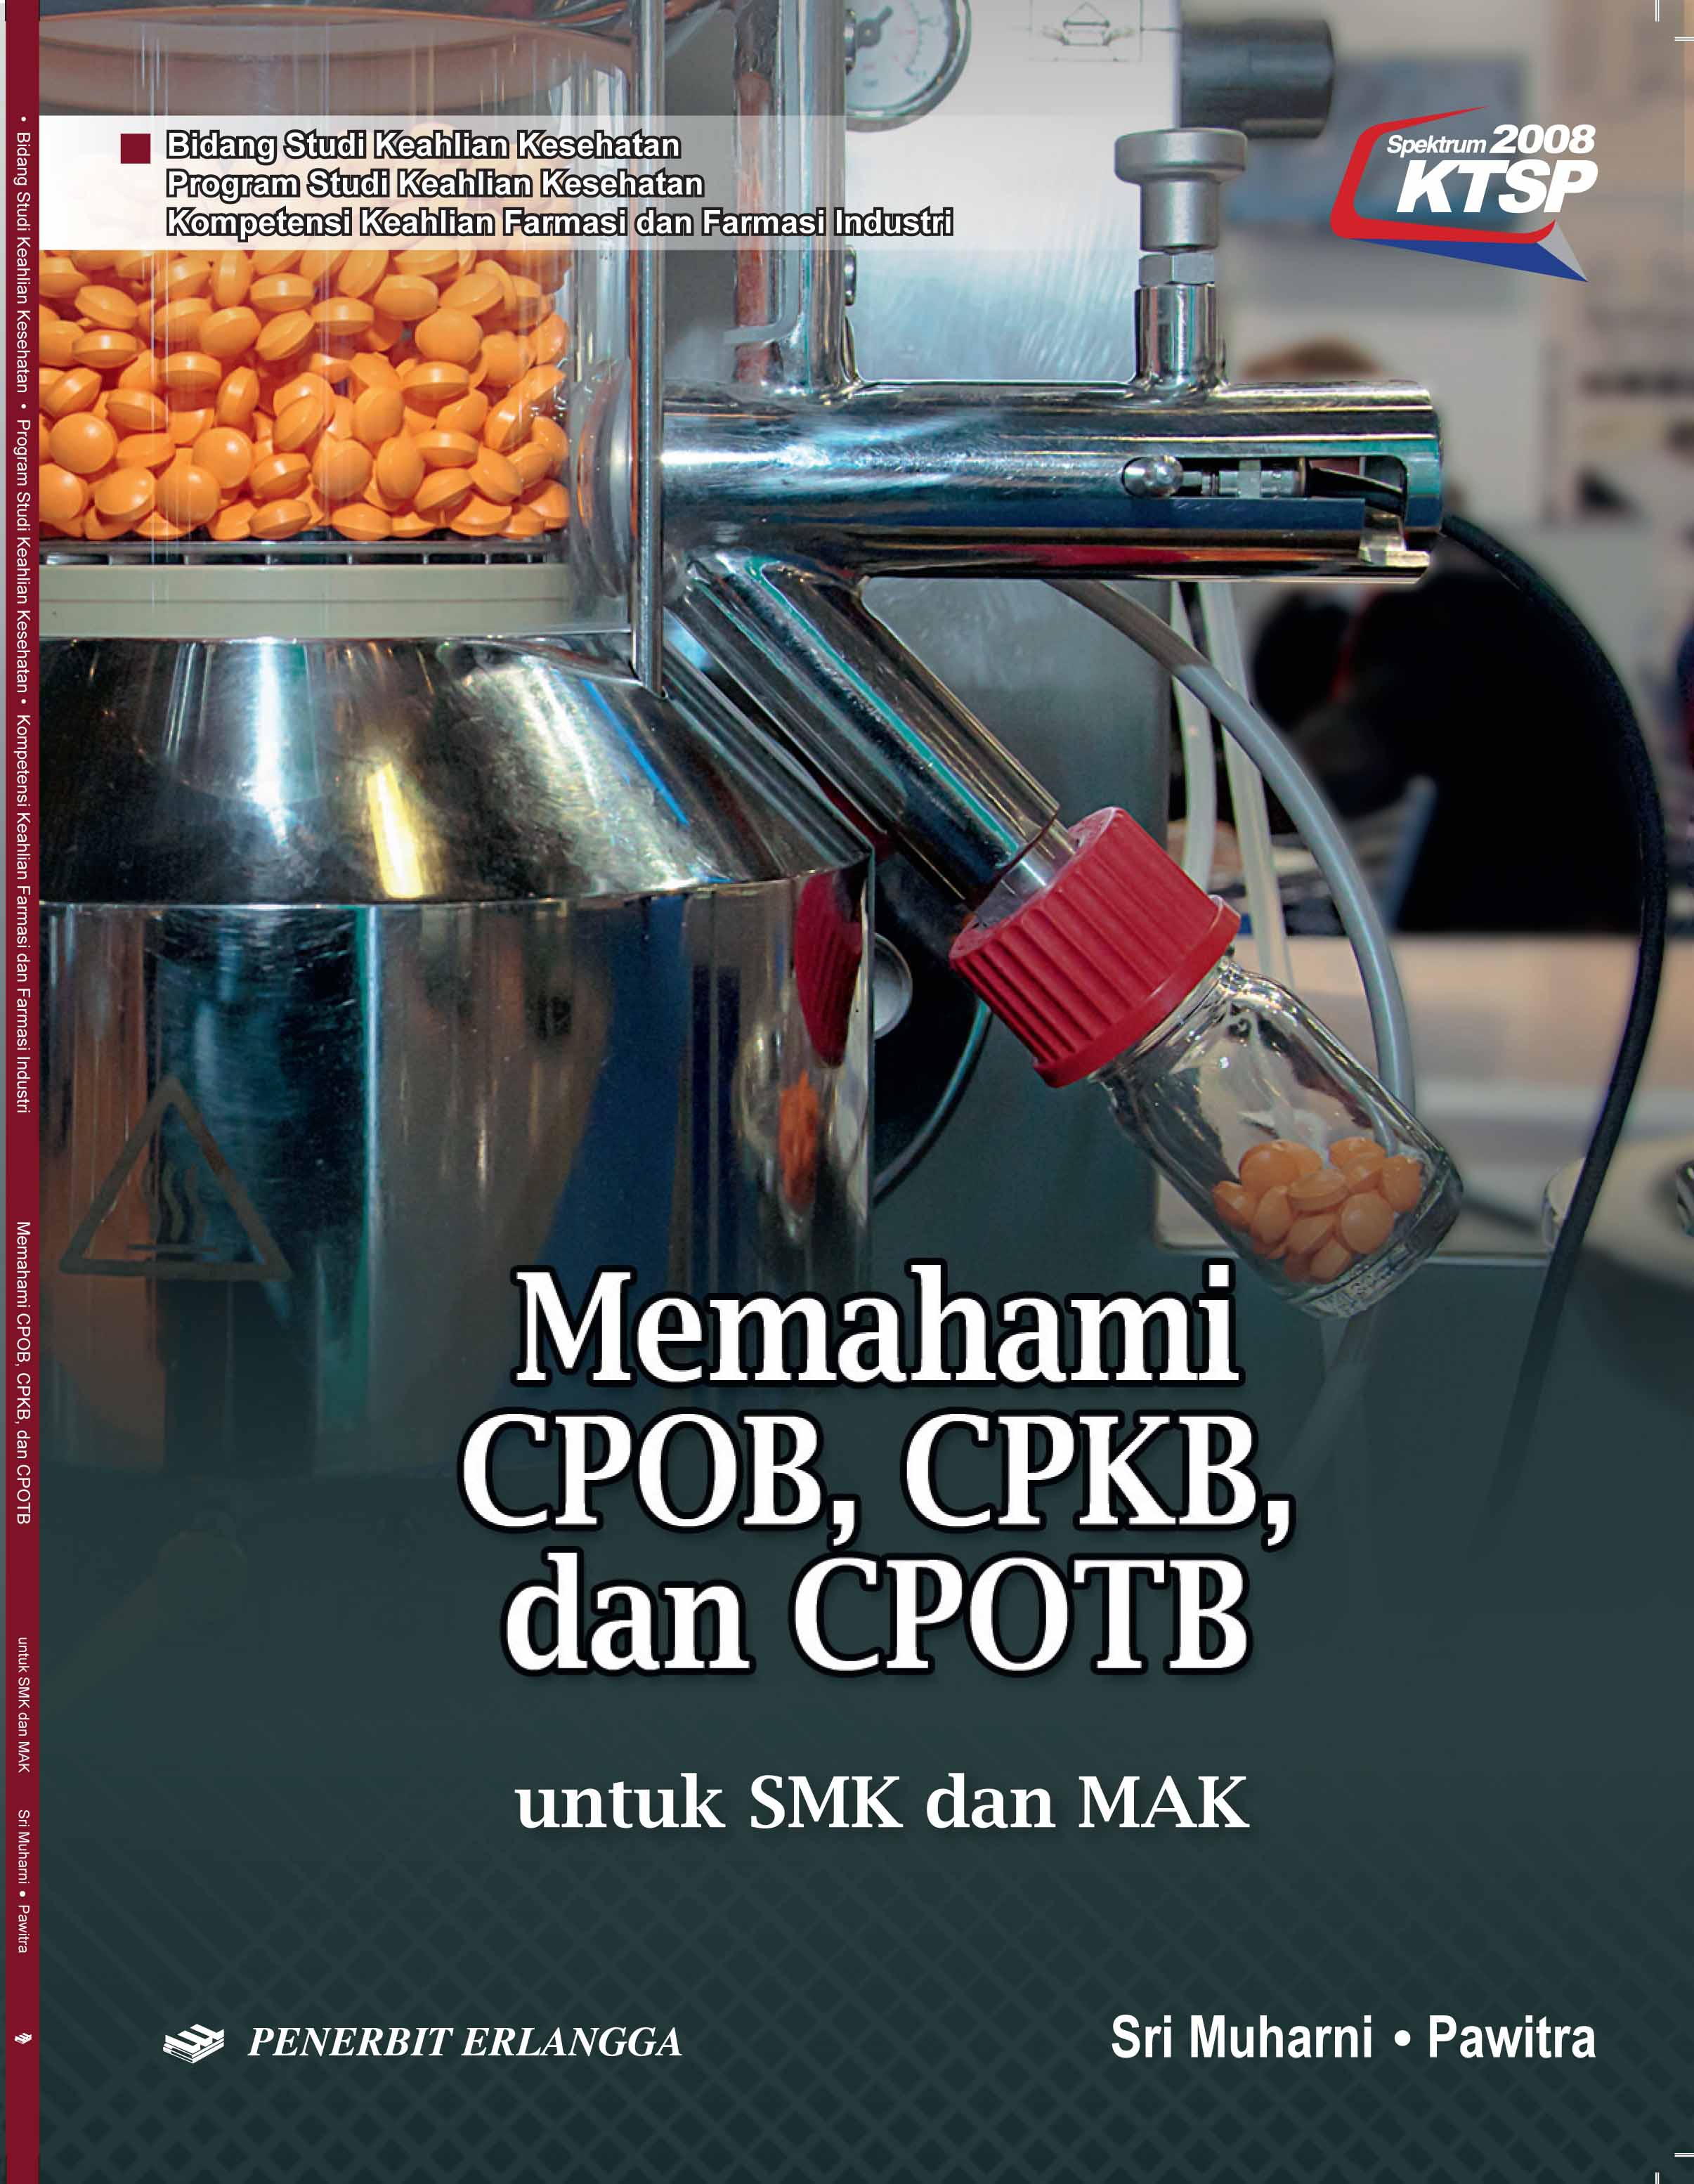 • Bidang Studi Keahlian Kesehatan • Program Studi Keahlian Kesehatan • Kompetensi Keahlian Farmasi dan Farmasi Industri
Memahami CPOB, CPKB, dan CPOTB
untuk SMK dan MAK
Sri Muharni • Pawitra
Bidang Studi Keahlian Kesehatan
Program Studi Keahlian Kesehatan
Kompetensi Keahlian Farmasi dan Farmasi Industri
Spektrum 2008
KTSP
Memahami
CPOB, CPKB,
dan CPOTB
untuk SMK dan MAK
PENERBIT ERLANGGA
Sri Muharni • Pawitra